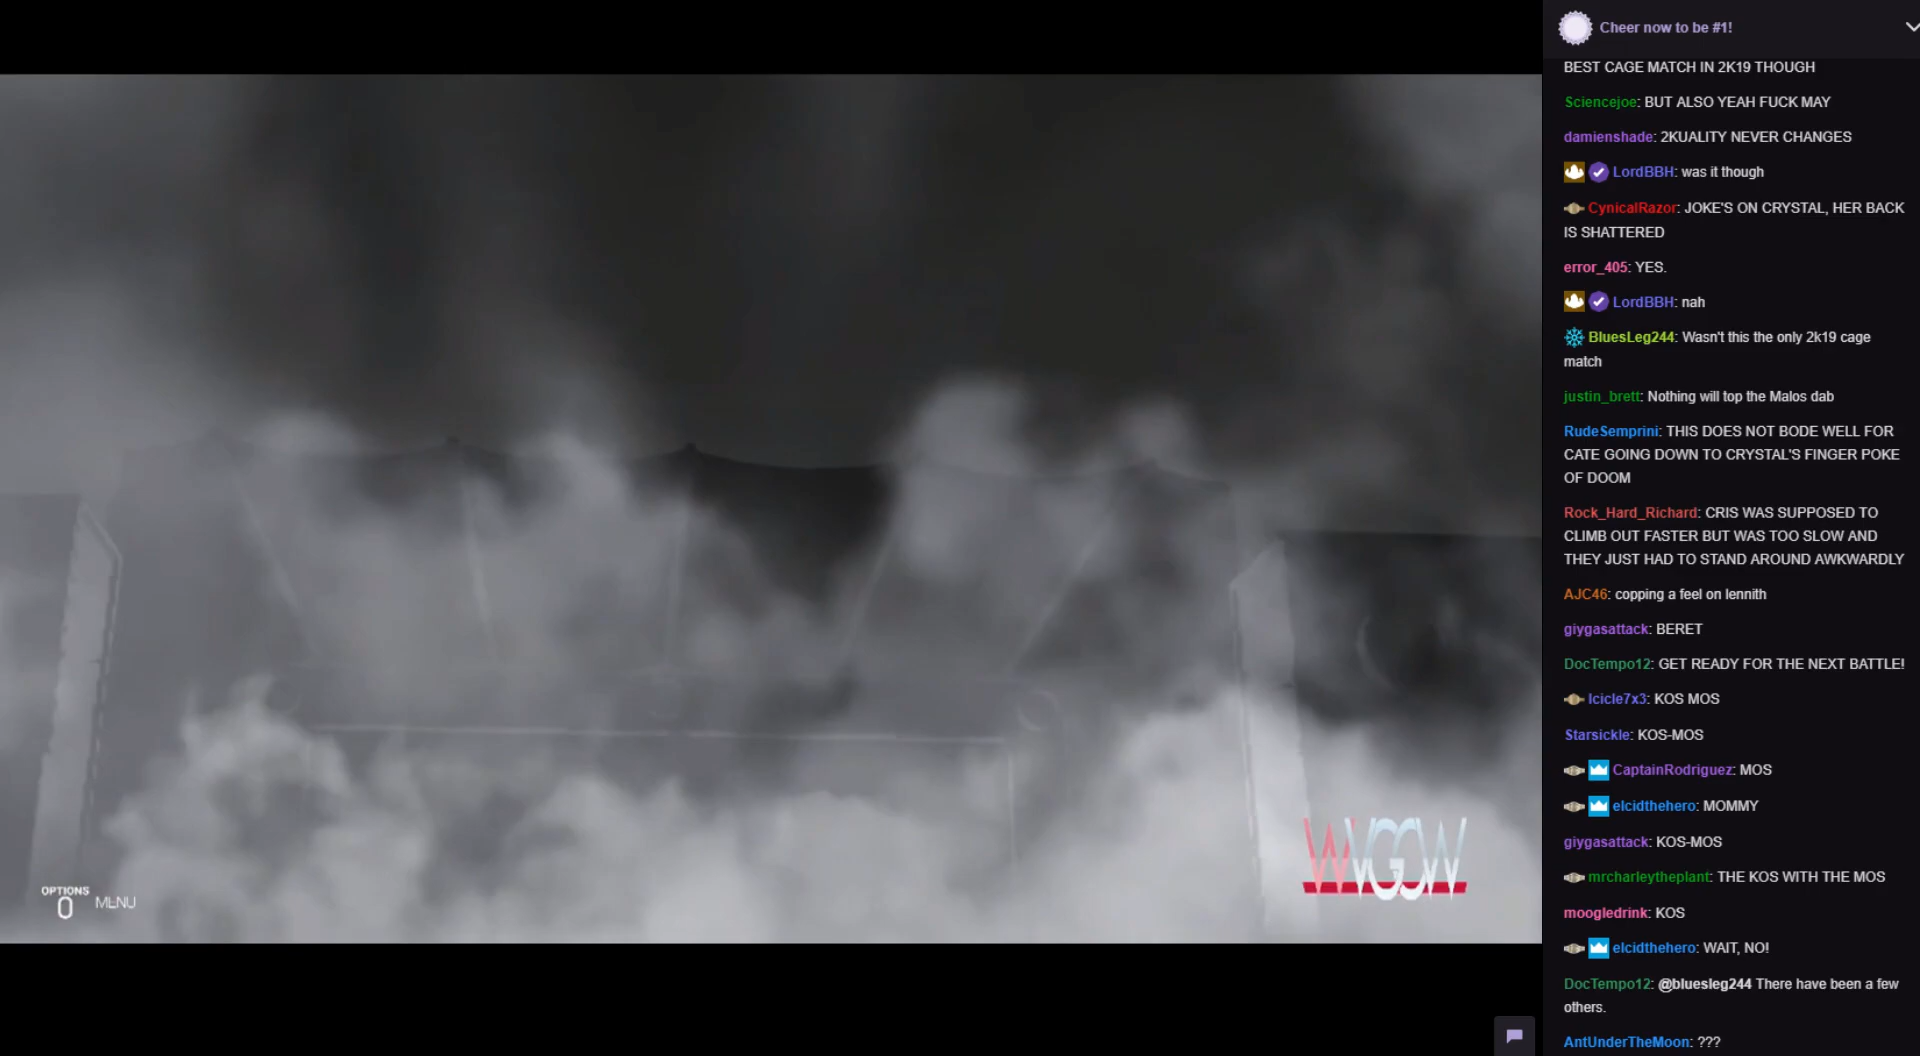 Cheer now to be #1!
BEST CAGE MATCH IN 2K19 THOUGH
Sciencejoe: BUT ALSO YEAH FUCK MAY
damienshade: 2KUALITY NEVER CHANGES
LordBBH: was it though
CynicalRazor: JOKE'S ON CRYSTAL, HER BACK
IS SHATTERED
error_405: YES.
LordBBH: nah
BluesLeg244: Wasn't this the only 2k19 cage
match
justin_brett: Nothing will top the Malos dab
RudeSemprini: THIS DOES NOT BODE WELL FOR
CATE GOING DOWN TO CRYSTAL'S FINGER POKE
OF DOOM
Rock_Hard_Richard: CRIS WAS SUPPOSED TO
CLIMB OUT FASTER BUT WAS TOO SLOW AND
THEY JUST HAD TO STAND AROUND AWKWARDLY
AJC46: copping a feel on lennith
giygasattack: BERET
DocTempo12: GET READY FOR THE NEXT BATTLE!
Icicle7x3: KOS MOS
Starsickle: KOS-MOS
CaptainRodriguez: MOS
elcidthehero: MOMMY
giygasattack: KOS-MOS
mrcharleytheplant: THE KOS WITH THE MOS
moogledrink: KOS
elcidthehero: WAIT, NO!
DocTempo12: @bluesleg244 There have been a few
others.
AntUnderTheMoon: ???
OPTIONS
MENU
WVGCW